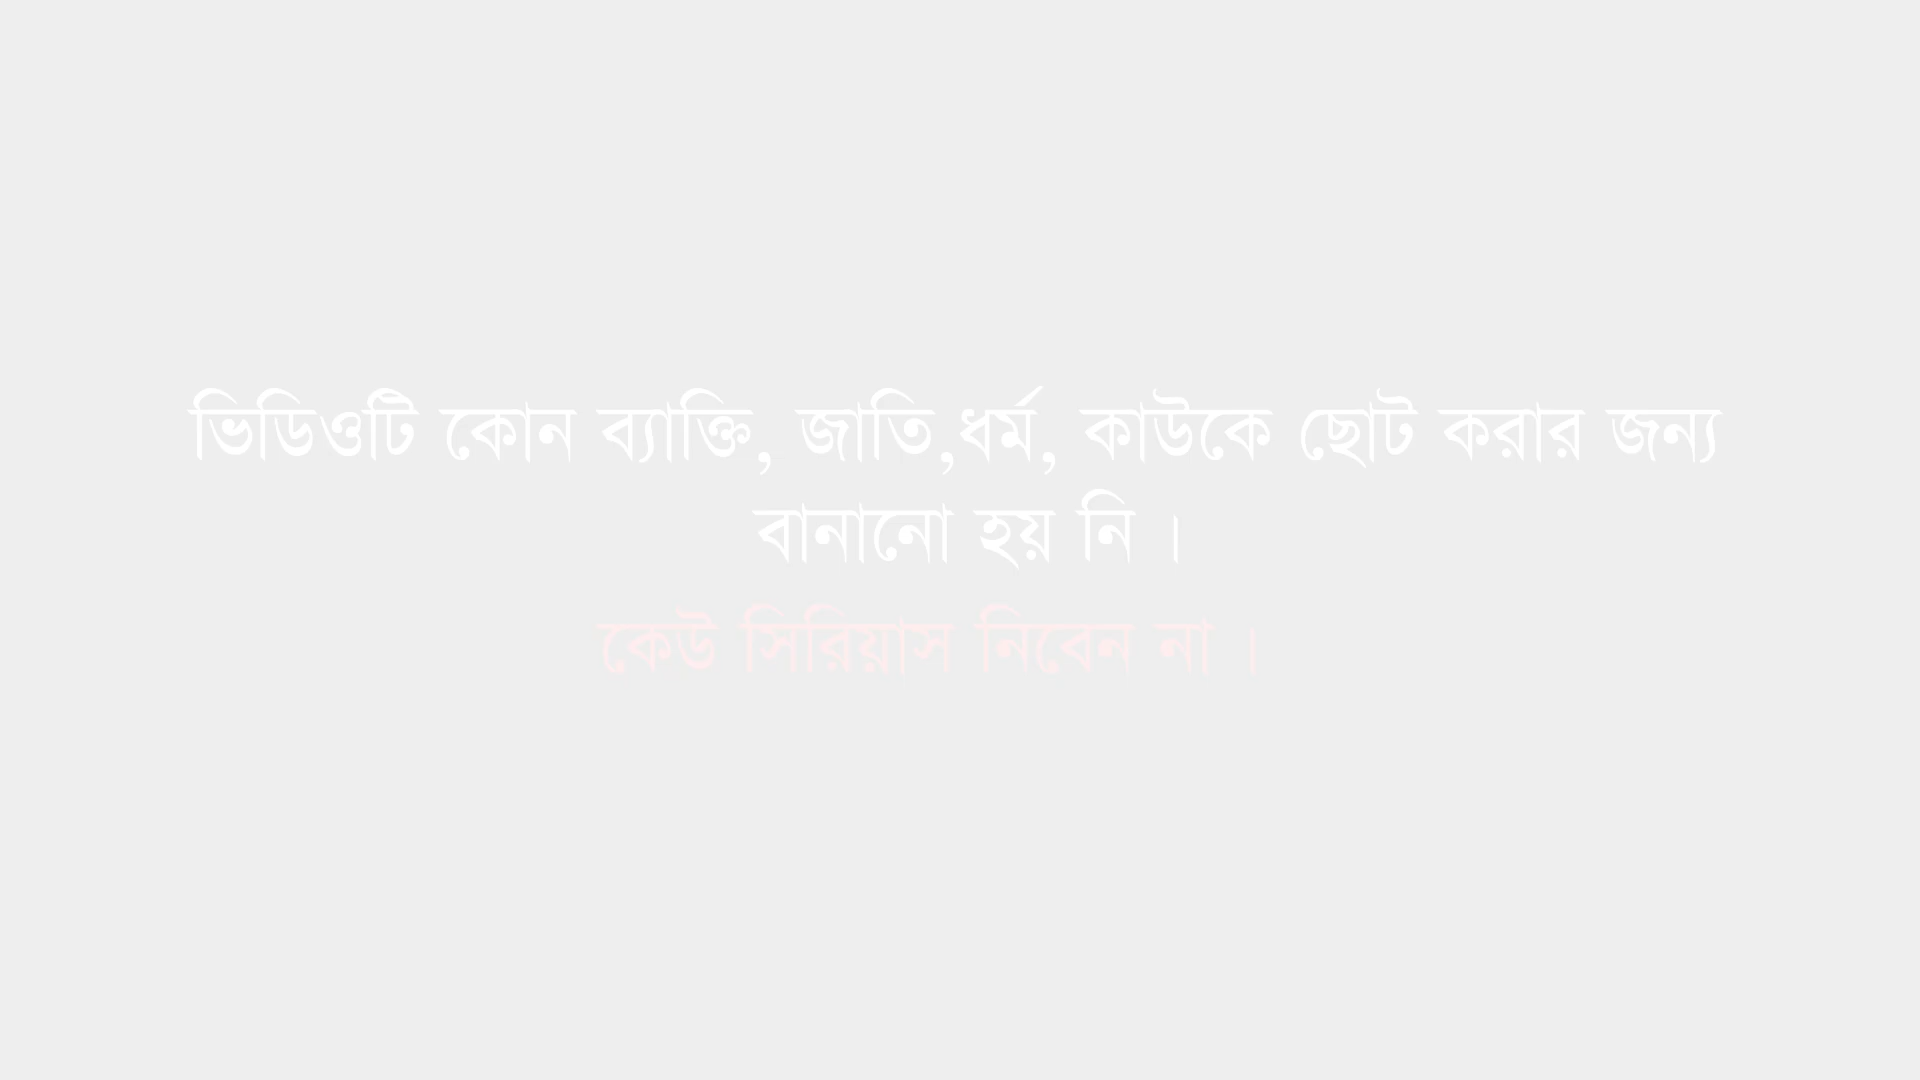 ভিডিওটি কোন ব্যাক্তি, জাতি,ধর্ম, কাউকে ছোট করার জন্য
বানানো হয় নি ।
কেউ সিরিয়াস নিবেন না ।